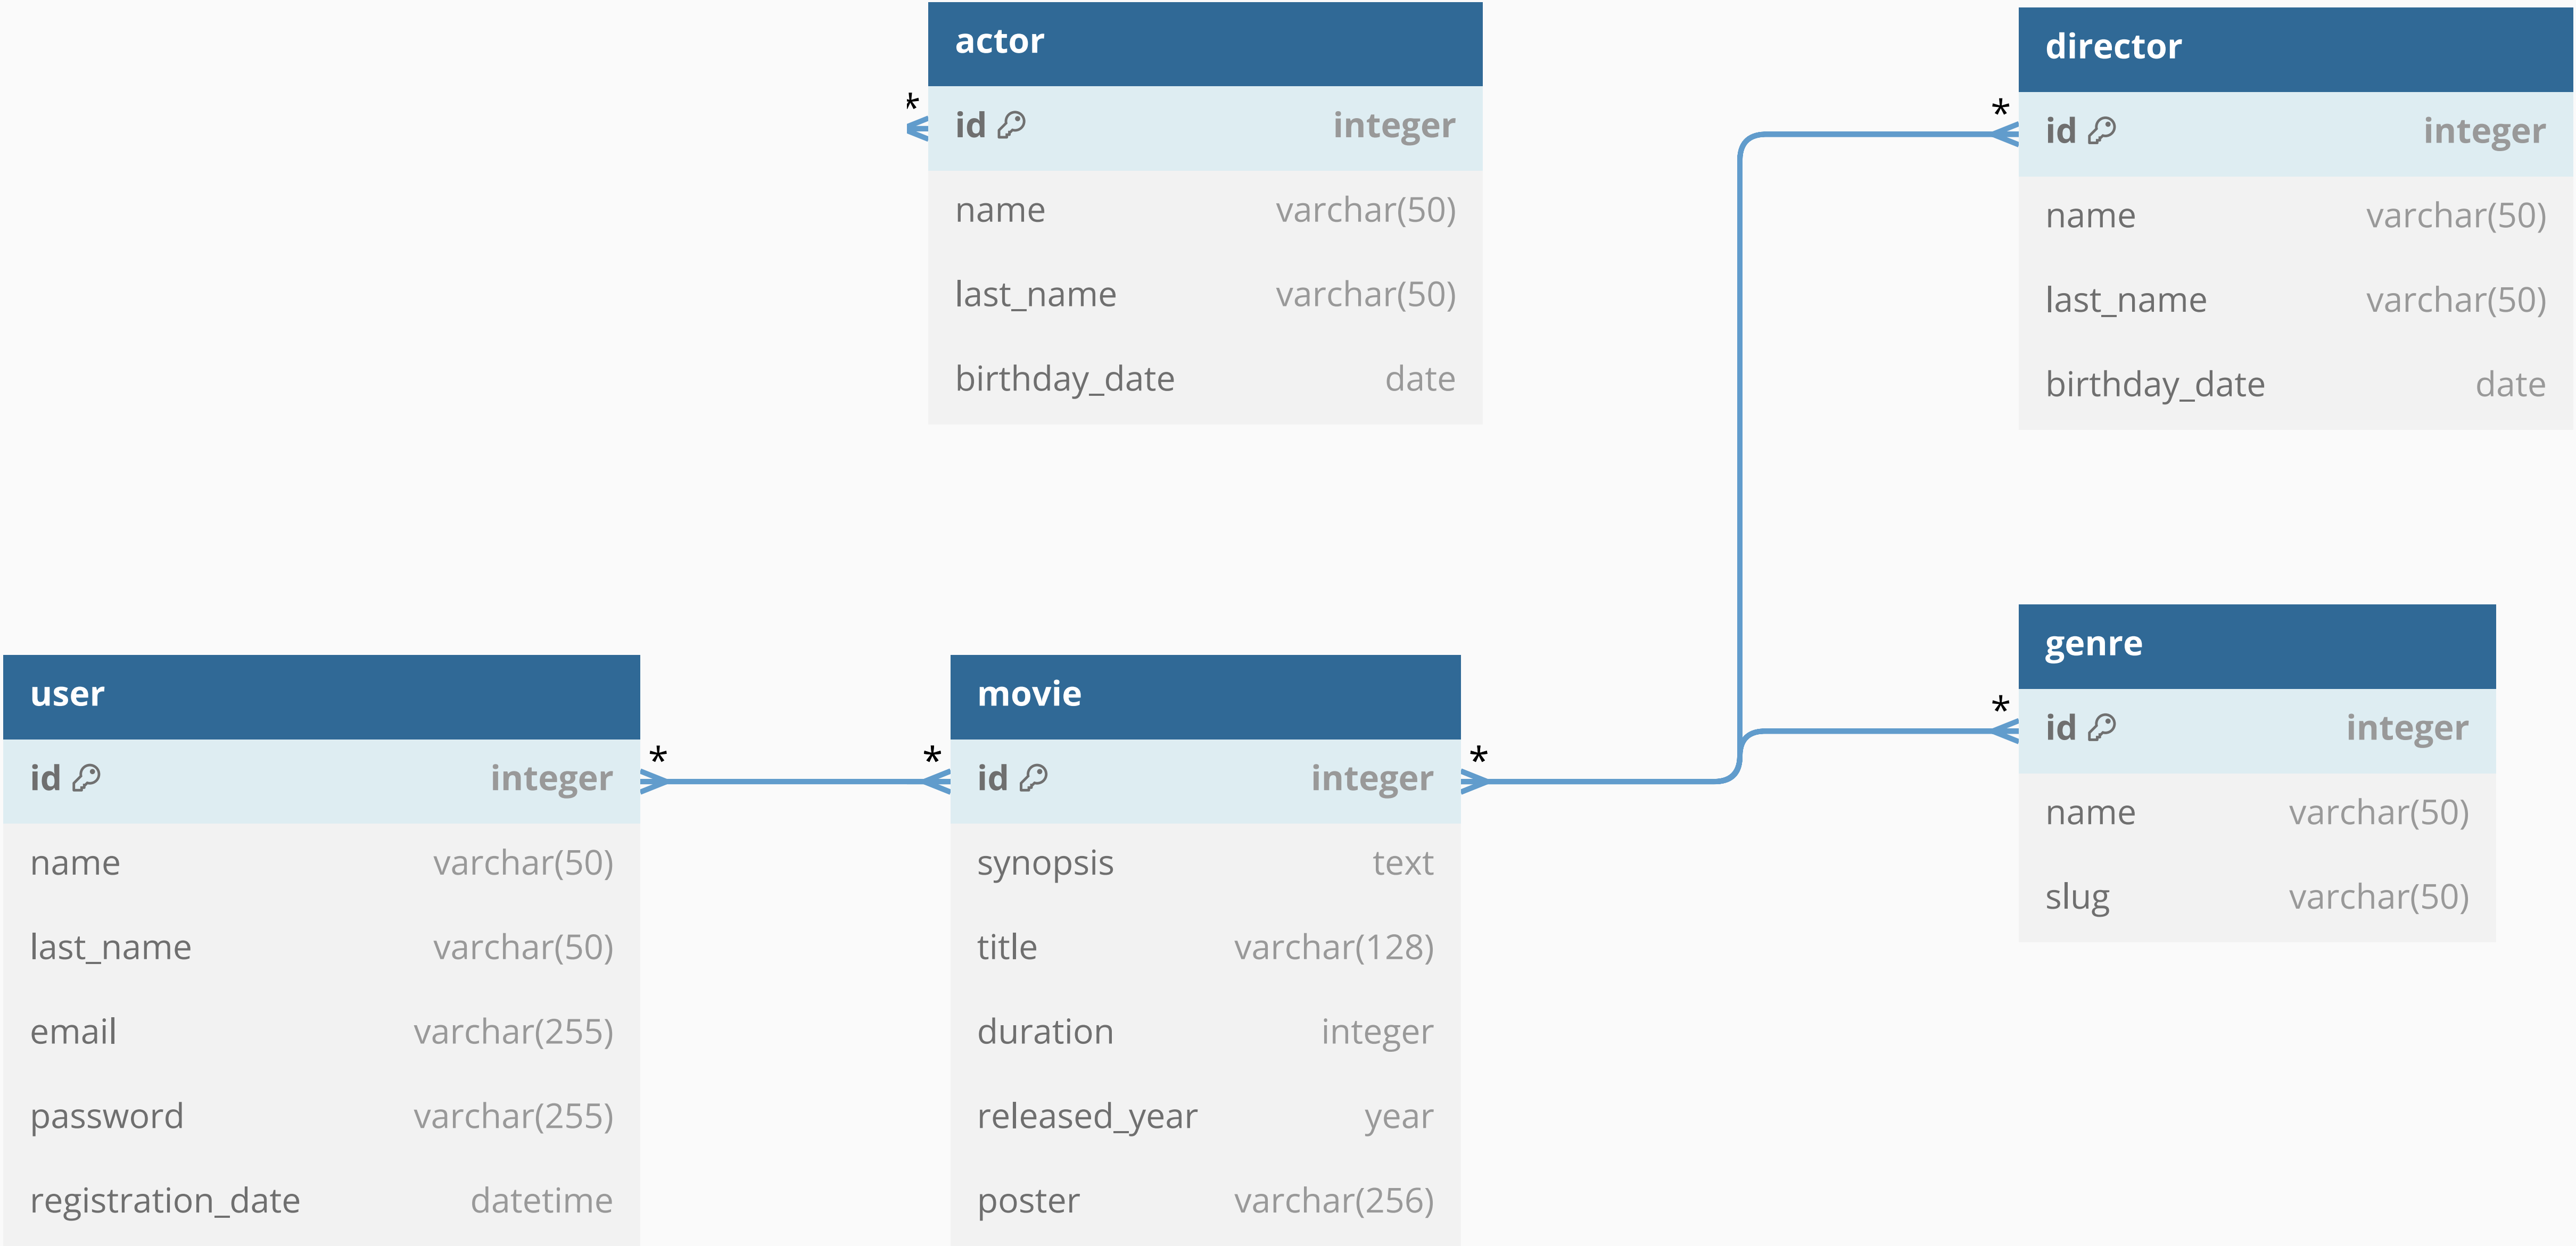 actor
* id integer
name varchar(50)
last_name varchar(50)
birthday_date date
director
* id integer
name varchar(50)
last_name varchar(50)
birthday_date date
user
id integer *
name varchar(50)
last_name varchar(50)
email varchar(255)
password varchar(255)
registration_date datetime
movie
* id integer *
synopsis text
title varchar(128)
duration integer
released_year year
poster varchar(256)
genre
* id integer
name varchar(50)
slug varchar(50)